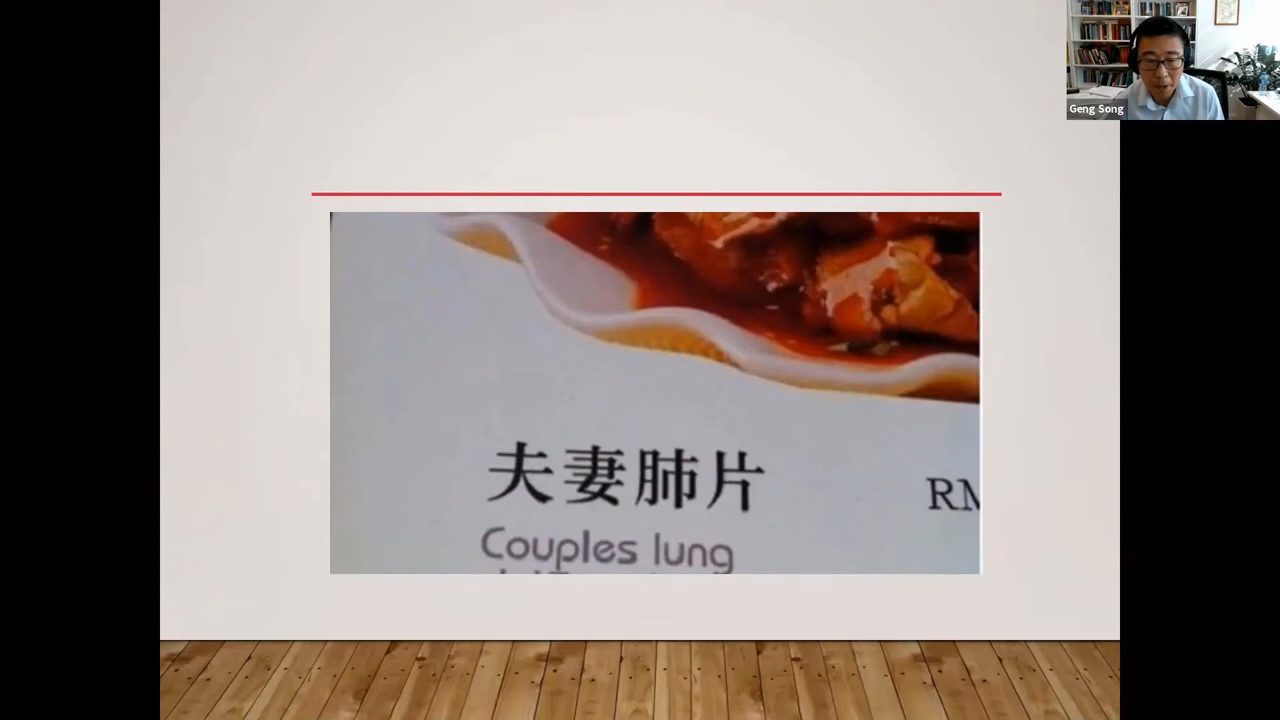 Geng Song
夫妻肺片
RM
Couples lung